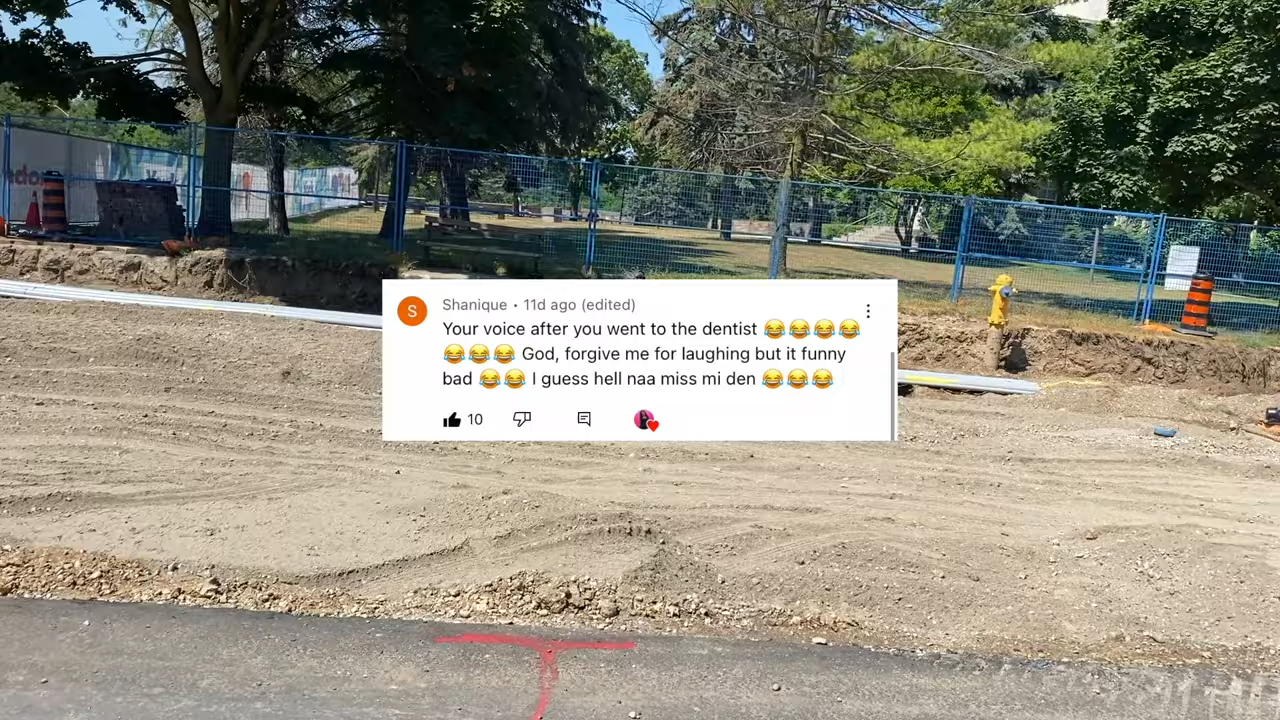 Shanique • 11d ago (edited)
Your voice after you went to the dentist 😂😂😂😂
😂😂😂 God, forgive me for laughing but it funny
bad 😂😂 I guess hell naa miss mi den 😂😂😂
10
S